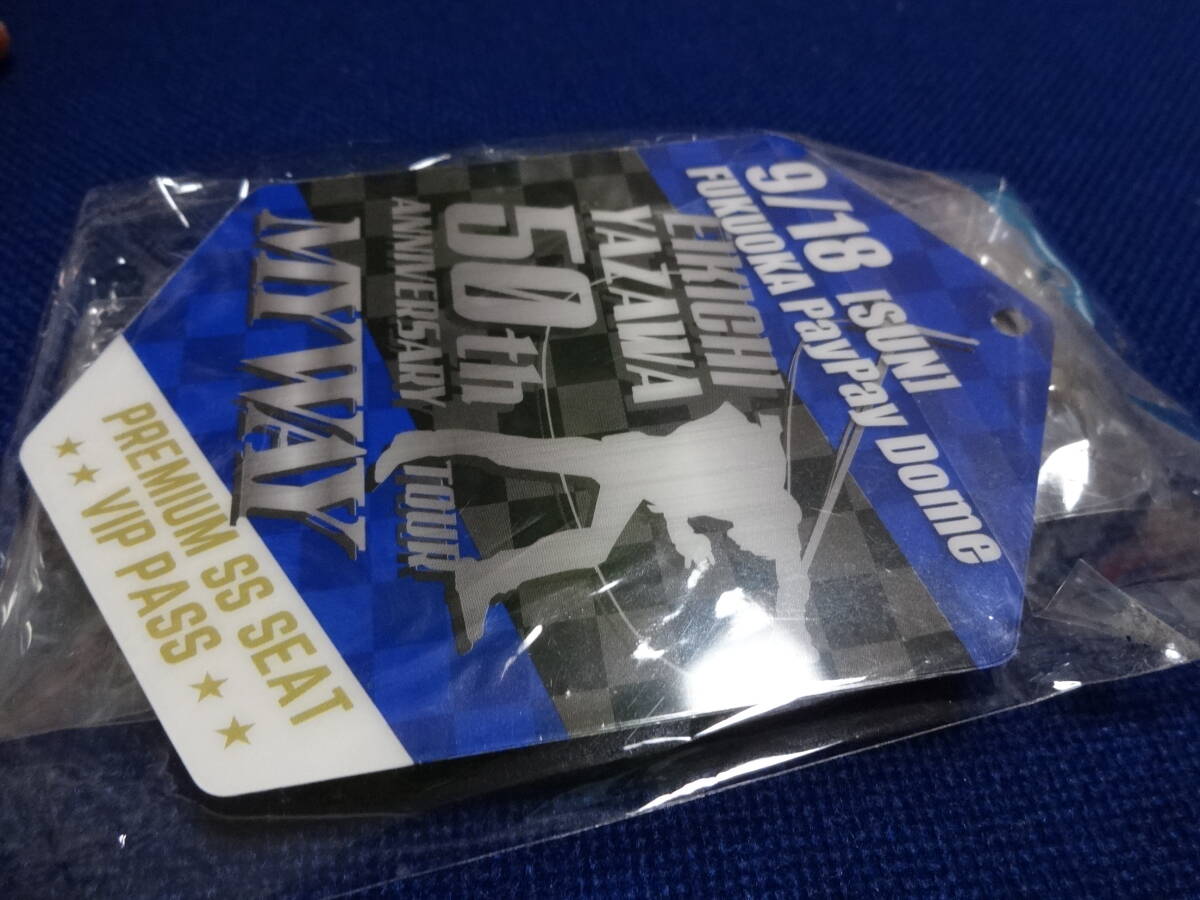 9/18 [SUN]
FUKUOKA PayPay Dome
EIKICHI
YAZAWA
50th
ANNIVERSARY
TOUR
MY WAY
PREMIUM SS SEAT
★★ VIP PASS ★★